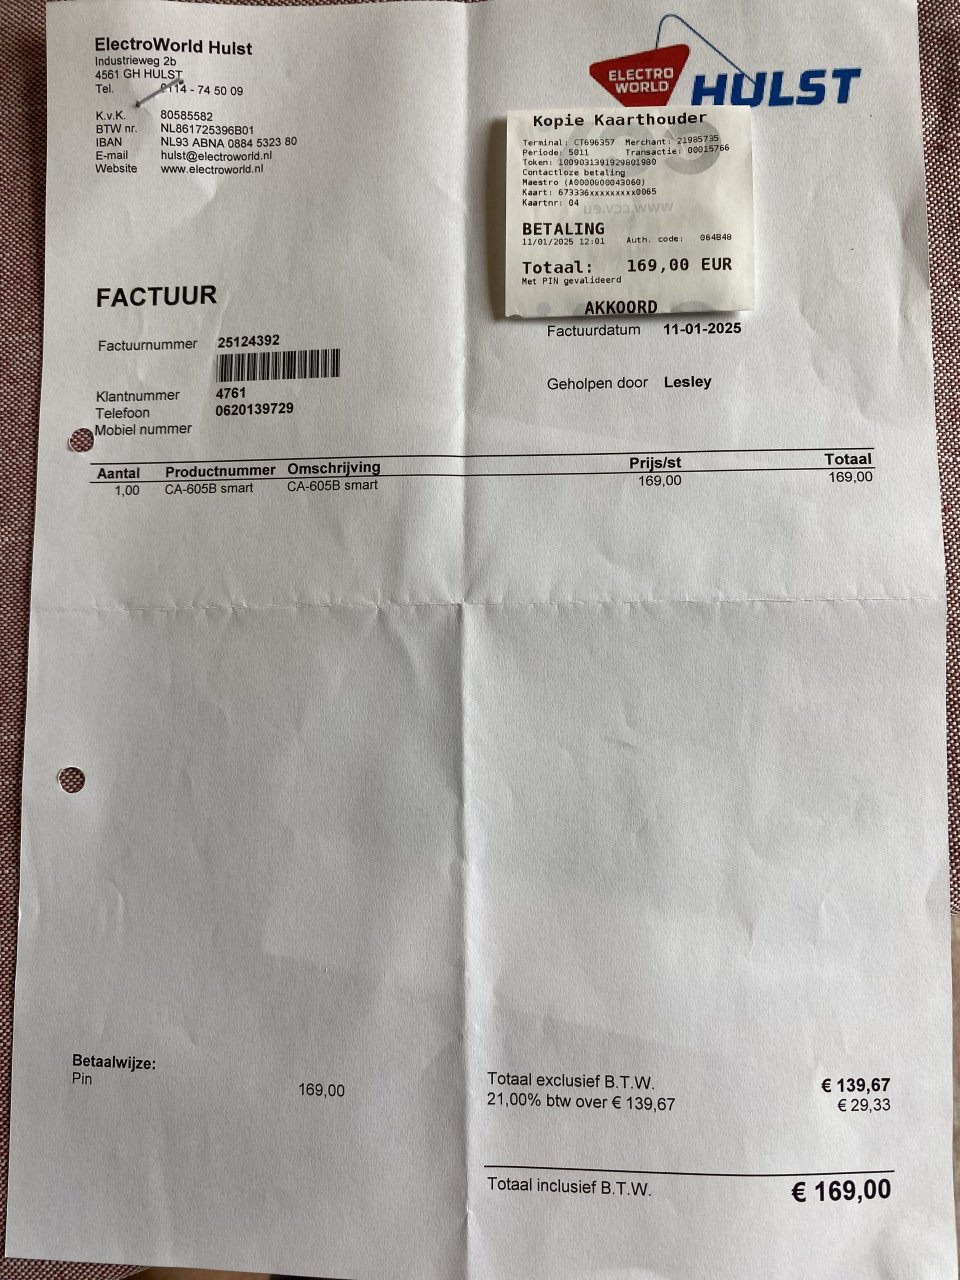 ElectroWorld Hulst
Industrieweg 2b
4561 GH HULST
Tel. 0114 - 74 50 09
K.v.K. 80585582
BTW nr. NL861725396B01
IBAN NL93 ABNA 0884 5323 80
E-mail hulst@electroworld.nl
Website www.electroworld.nl
ELECTRO
WORLD
HULST
Kopie Kaarthouder
Terminal: CT696357 Merchant: 21985735
Periode: 5011 Transactie: 00015766
Token: 1009031391929801980
Contactloze betaling
Maestro (A0000000043060)
Kaart: 673336xxxxxxxxx0065
Kaartnr: 04
www.ccv.eu
BETALING
11/01/2025 12:01 Auth. code: 064B48
Totaal: 169,00 EUR
Met PIN gevalideerd
AKKOORD
FACTUUR
Factuurdatum 11-01-2025
Factuurnummer 25124392
Geholpen door Lesley
Klantnummer 4761
Telefoon 0620139729
Mobiel nummer
Aantal Productnummer Omschrijving Prijs/st Totaal
1,00 CA-605B smart CA-605B smart 169,00 169,00
Betaalwijze:
Pin 169,00
Totaal exclusief B.T.W. € 139,67
21,00% btw over € 139,67 € 29,33
Totaal inclusief B.T.W. € 169,00